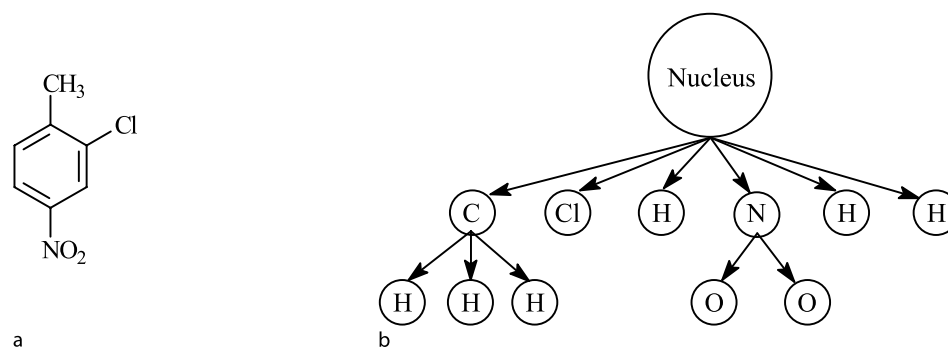 CH₃
Cl
NO₂
a
Nucleus
C Cl H N H H
H H H O O
b